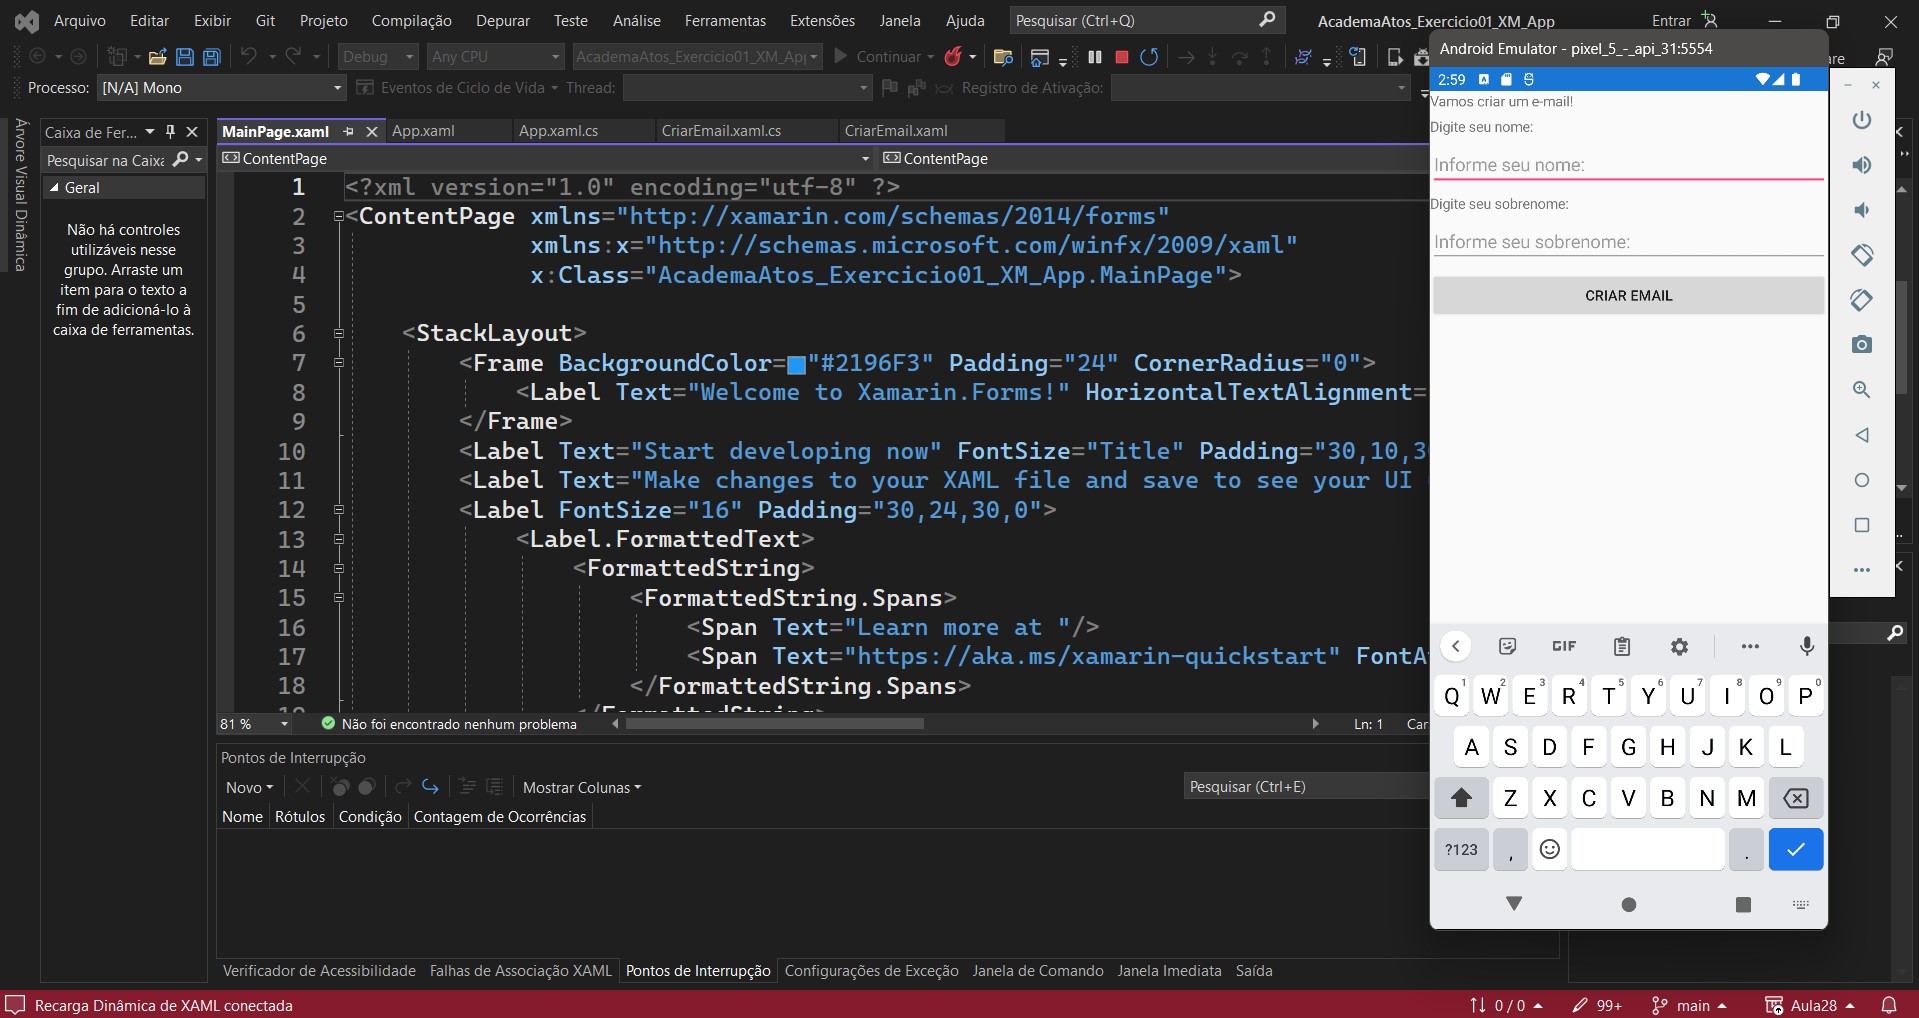 Arquivo Editar Exibir Git Projeto Compilação Depurar Teste Análise Ferramentas Extensões Janela Ajuda Pesquisar (Ctrl+Q) AcademaAtos_Exercicio01_XM_App Entrar
Debug Any CPU AcademaAtos_Exercicio01_XM_App Continuar
Processo: [N/A] Mono Eventos de Ciclo de Vida Thread: Registro de Ativação:
Árvore Visual Dinâmica
Caixa de Fer...
Pesquisar na Caixa
Geral
Não há controles
utilizáveis nesse
grupo. Arraste um
item para o texto a
fim de adicioná-lo à
caixa de ferramentas.
MainPage.xaml App.xaml App.xaml.cs CriarEmail.xaml.cs CriarEmail.xaml
ContentPage ContentPage
1 <?xml version="1.0" encoding="utf-8" ?>
2 <ContentPage xmlns="http://xamarin.com/schemas/2014/forms"
3 xmlns:x="http://schemas.microsoft.com/winfx/2009/xaml"
4 x:Class="AcademaAtos_Exercicio01_XM_App.MainPage">
5
6 <StackLayout>
7 <Frame BackgroundColor="#2196F3" Padding="24" CornerRadius="0">
8 <Label Text="Welcome to Xamarin.Forms!" HorizontalTextAlignment=
9 </Frame>
10 <Label Text="Start developing now" FontSize="Title" Padding="30,10,3
11 <Label Text="Make changes to your XAML file and save to see your UI
12 <Label FontSize="16" Padding="30,24,30,0">
13 <Label.FormattedText>
14 <FormattedString>
15 <FormattedString.Spans>
16 <Span Text="Learn more at "/>
17 <Span Text="https://aka.ms/xamarin-quickstart" FontA
18 </FormattedString.Spans>
81 % Não foi encontrado nenhum problema Ln: 1 Car
Pontos de Interrupção
Novo Mostrar Colunas Pesquisar (Ctrl+E)
Nome Rótulos Condição Contagem de Ocorrências
Verificador de Acessibilidade Falhas de Associação XAML Pontos de Interrupção Configurações de Exceção Janela de Comando Janela Imediata Saída
Recarga Dinâmica de XAML conectada 0 / 0 99+ main Aula28
Android Emulator - pixel_5_-_api_31:5554
2:59
Vamos criar um e-mail!
Digite seu nome:
Informe seu nome:
Digite seu sobrenome:
Informe seu sobrenome:
CRIAR EMAIL
GIF
Q1 W2 E3 R4 T5 Y6 U7 I8 O9 P0
A S D F G H J K L
Z X C V B N M
?123 , .